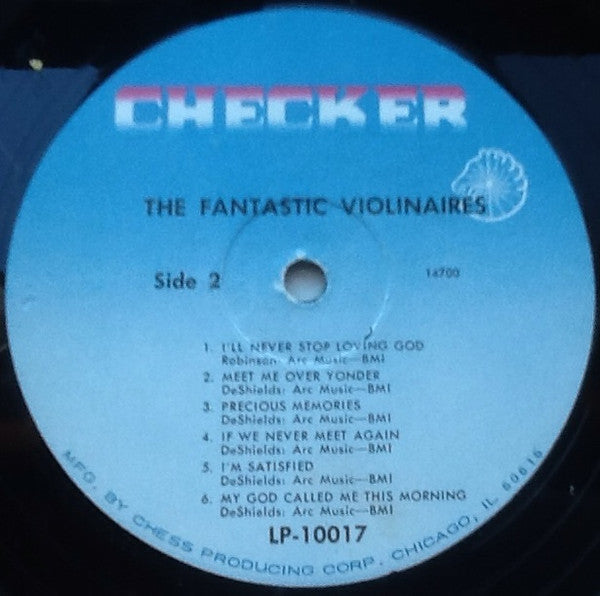 CHECKER
THE FANTASTIC VIOLINAIRES
Side 2
14700
1. I'LL NEVER STOP LOVING GOD
Robinson: Arc Music—BMI
2. MEET ME OVER YONDER
DeShields: Arc Music—BMI
3. PRECIOUS MEMORIES
DeShields: Arc Music—BMI
4. IF WE NEVER MEET AGAIN
DeShields: Arc Music—BMI
5. I'M SATISFIED
DeShields: Arc Music—BMI
6. MY GOD CALLED ME THIS MORNING
DeShields: Arc Music—BMI
LP-10017
MFG. BY CHESS PRODUCING CORP. CHICAGO, IL 60616